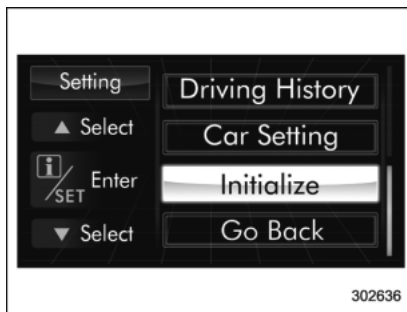 Setting
▲ Select
i/SET Enter
▼ Select
Driving History
Car Setting
Initialize
Go Back
302636